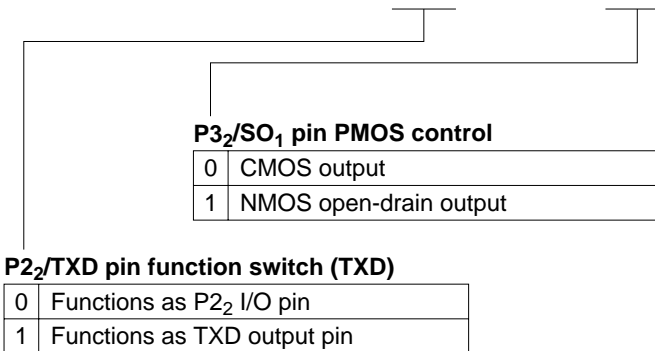 P3₂/SO₁ pin PMOS control
0 CMOS output
1 NMOS open-drain output
P2₂/TXD pin function switch (TXD)
0 Functions as P2₂ I/O pin
1 Functions as TXD output pin